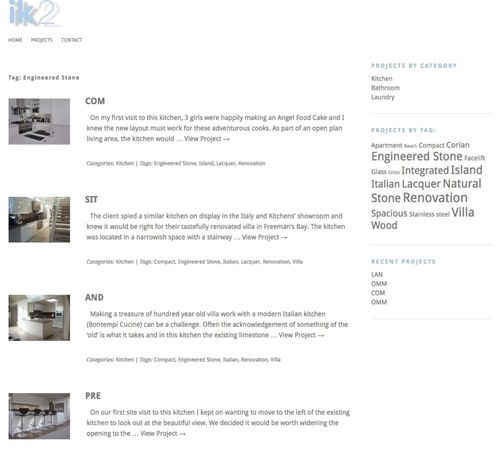 ik2
HOME PROJECTS CONTACT
Tag: Engineered Stone
COM
On my first visit to this kitchen, 3 girls were happily making an Angel Food Cake and I
knew the new layout must work for these adventurous cooks. As part of an open plan
living area, the kitchen would … View Project →
Categories: Kitchen | Tags: Engineered Stone, Island, Lacquer, Renovation
SIT
The client spied a similar kitchen on display in the Italy and Kitchens' showroom and
knew it would be right for their tastefully renovated villa in Freeman's Bay. The kitchen
was located in a narrowish space with a stairway … View Project →
Categories: Kitchen | Tags: Compact, Engineered Stone, Italian, Lacquer, Renovation, Villa
AND
Making a treasure of hundred year old villa work with a modern Italian kitchen
(Bontempi Cucine) can be a challenge. Often the acknowledgement of something of the
'old' is what it takes and in this kitchen the existing limestone … View Project →
Categories: Kitchen | Tags: Compact, Engineered Stone, Italian, Renovation, Villa
PRE
On our first site visit to this kitchen I kept on wanting to move to the left of the existing
kitchen to look out at the beautiful view. We decided it would be worth widening the
opening to the … View Project →
PROJECTS BY CATEGORY
Kitchen
Bathroom
Laundry
PROJECTS BY TAG:
Apartment Beach Compact Corian
Engineered Stone Facelift
Glass Gloss Integrated Island
Italian Lacquer Natural
Stone Renovation
Spacious Stainless steel Villa
Wood
RECENT PROJECTS
LAN
OMM
COM
OMM